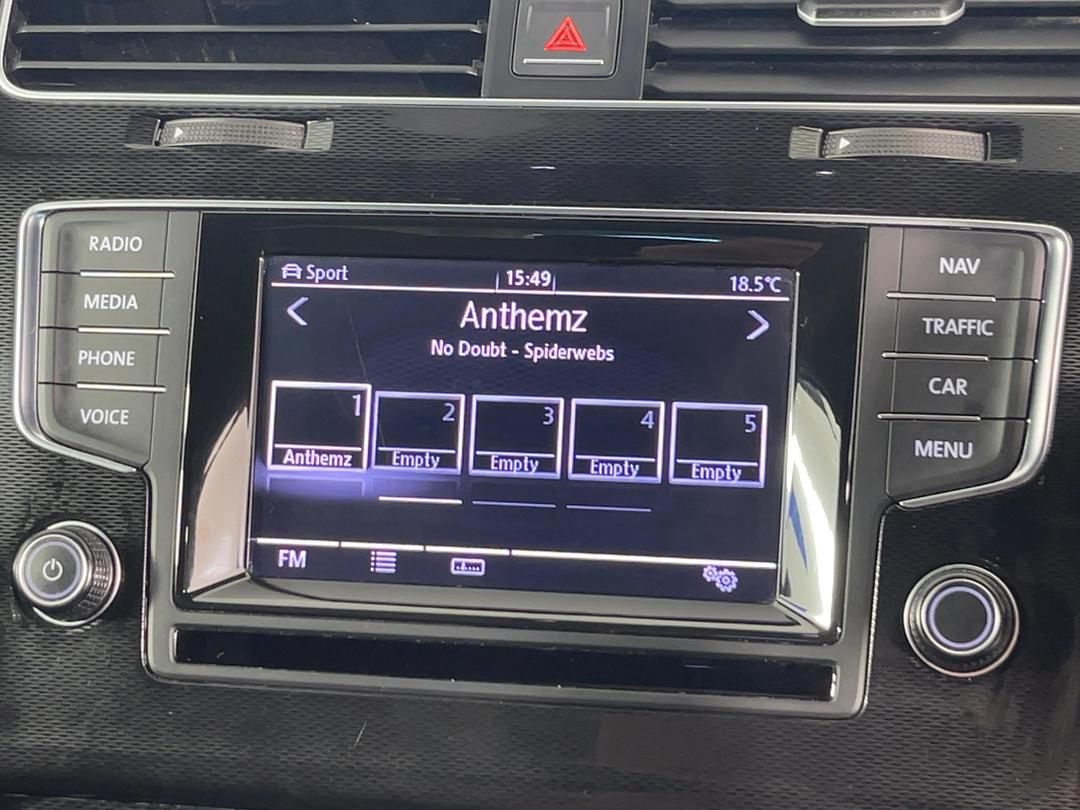 RADIO
MEDIA
PHONE
VOICE
Sport 15:49 18.5°C
Anthemz
No Doubt - Spiderwebs
1 2 3 4 5
Anthemz Empty Empty Empty Empty
FM
NAV
TRAFFIC
CAR
MENU